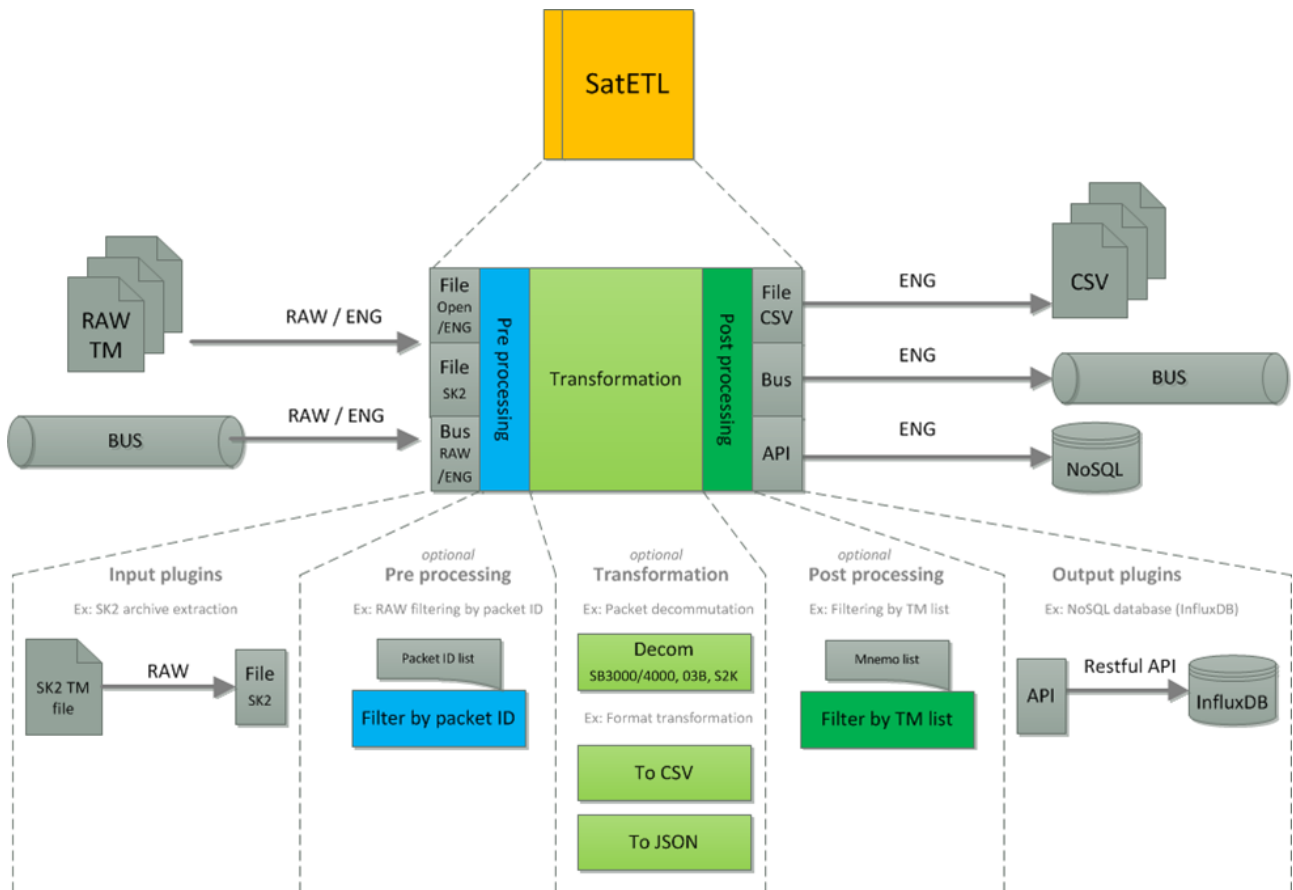 SatETL
RAW
TM
RAW / ENG
BUS
RAW / ENG
File
Open
/ENG
File
SK2
Bus
RAW
/ENG
Pre processing
Transformation
Post processing
File
CSV
Bus
API
ENG
CSV
ENG
BUS
ENG
NoSQL
Input plugins
Ex: SK2 archive extraction
SK2 TM
file
RAW
File
SK2
optional
Pre processing
Ex: RAW filtering by packet ID
Packet ID list
Filter by packet ID
optional
Transformation
Ex: Packet decommutation
Decom
SB3000/4000, 03B, S2K
Ex: Format transformation
To CSV
To JSON
optional
Post processing
Ex: Filtering by TM list
Mnemo list
Filter by TM list
Output plugins
Ex: NoSQL database (InfluxDB)
API
Restful API
InfluxDB